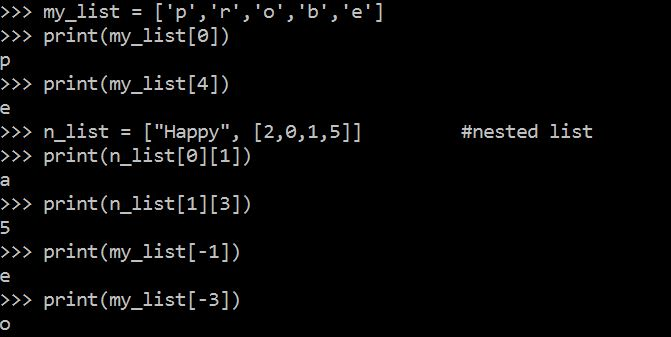 >>> my_list = ['p','r','o','b','e']
>>> print(my_list[0])
p
>>> print(my_list[4])
e
>>> n_list = ["Happy", [2,0,1,5]]        #nested list
>>> print(n_list[0][1])
a
>>> print(n_list[1][3])
5
>>> print(my_list[-1])
e
>>> print(my_list[-3])
o